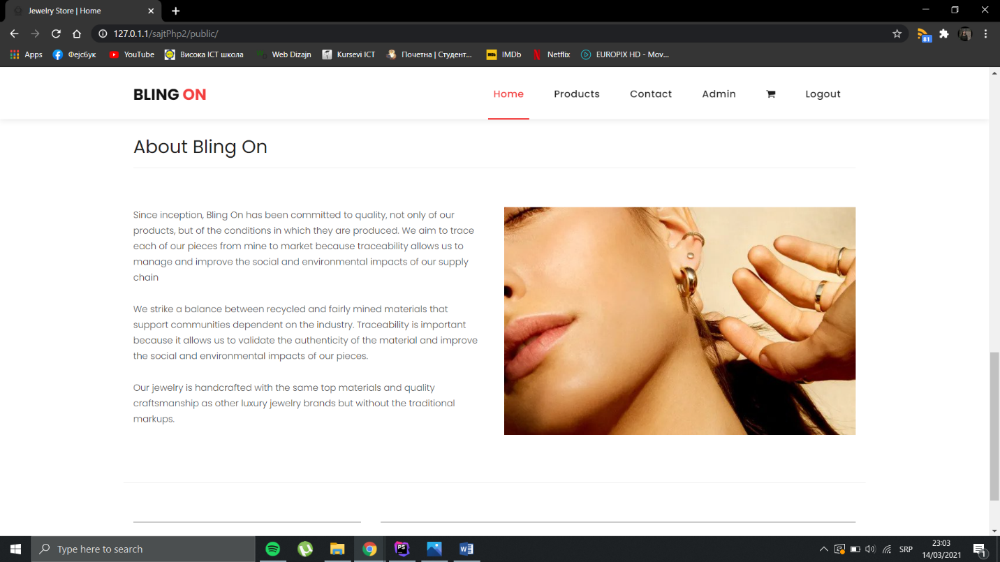 Jewelry Store | Home
127.0.1.1/sajtPhp2/public/
81
Apps Фејсбук YouTube Висока ІСТ школа Web Dizajn Kursevi ICT Почетна | Студент... IMDb Netflix EUROPIX HD - Mov...
BLING ON Home Products Contact Admin Logout
About Bling On
Since inception, Bling On has been committed to quality, not only of our
products, but of the conditions in which they are produced. We aim to trace
each of our pieces from mine to market because traceability allows us to
manage and improve the social and environmental impacts of our supply
chain
We strike a balance between recycled and fairly mined materials that
support communities dependent on the industry. Traceability is important
because it allows us to validate the authenticity of the material and improve
the social and environmental impacts of our pieces.
Our jewelry is handcrafted with the same top materials and quality
craftsmanship as other luxury jewelry brands but without the traditional
markups.
Type here to search
PS
W
SRP
23:03
14/03/2021
1